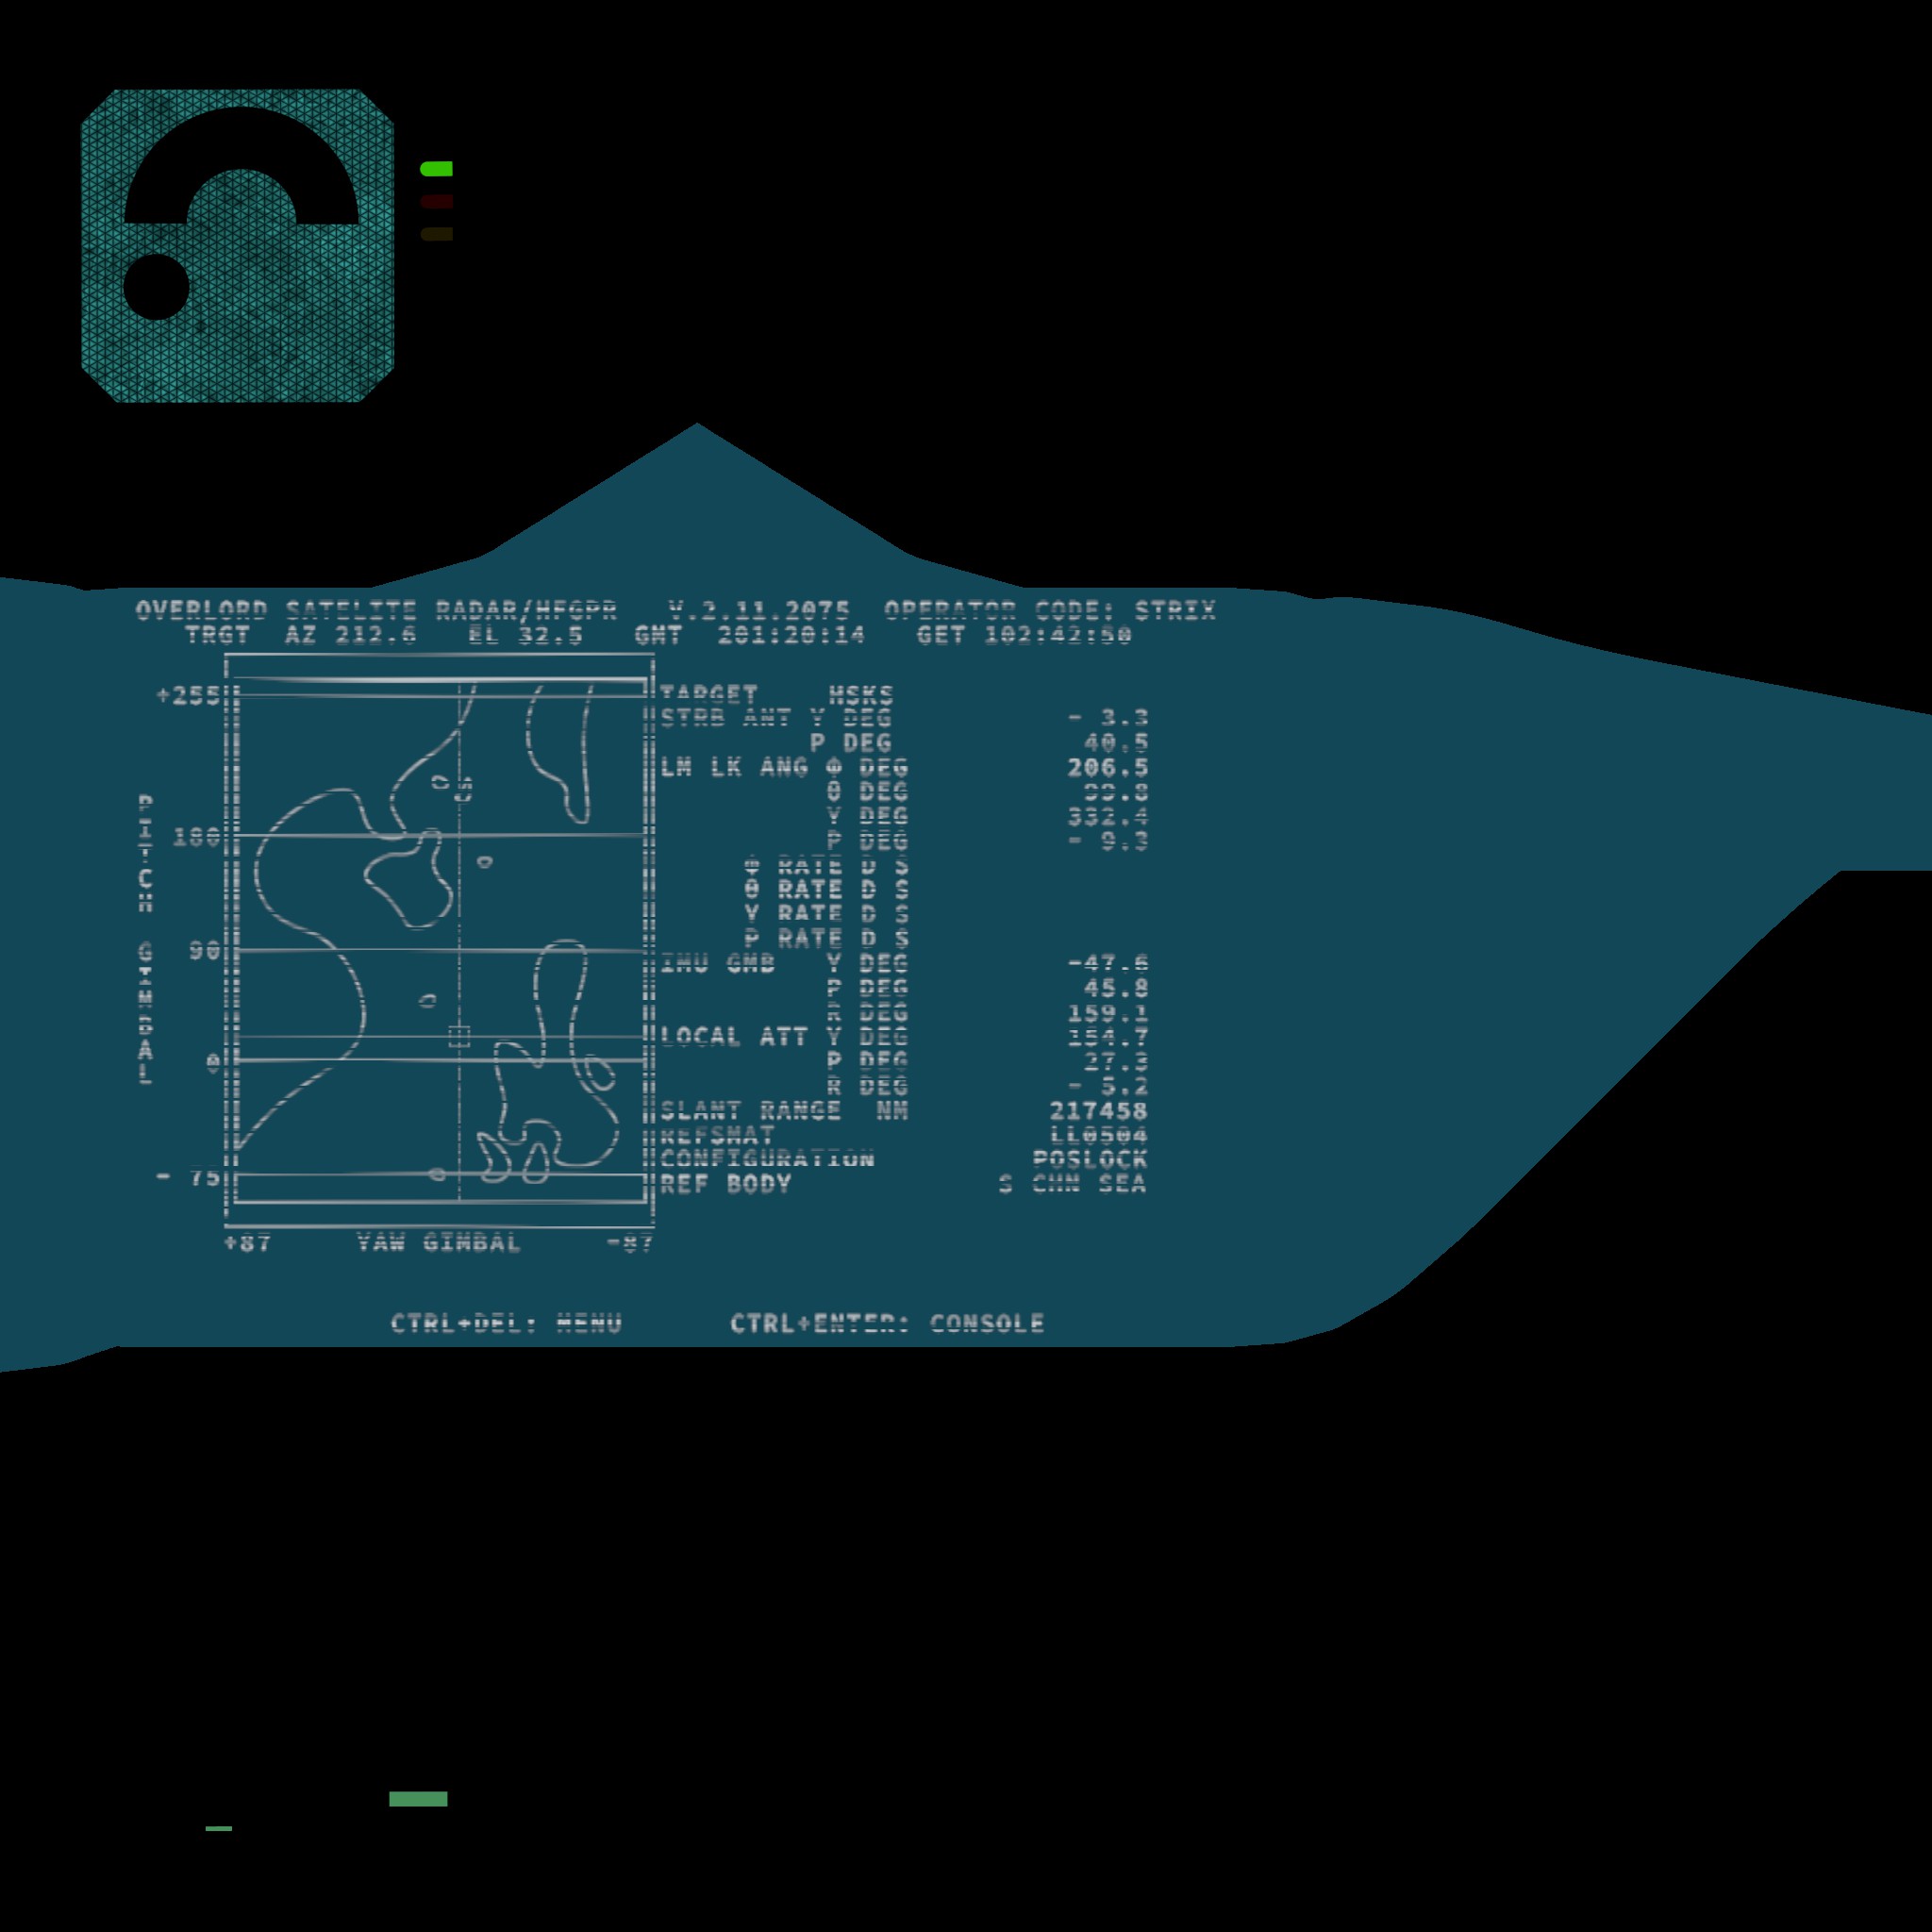 OVERLORD SATELITE RADAR/HFGPR V.2.11.2075 OPERATOR CODE: STRIX
TRGT AZ 212.6 EL 32.5 GMT 201:20:14 GET 102:42:50
+255
180
90
0
- 75
PITCH GIMBAL
+87 YAW GIMBAL -87
TARGET HSKS
STRB ANT Y DEG - 3.3
P DEG 40.5
LM LK ANG Φ DEG 206.5
θ DEG 99.8
Y DEG 332.4
P DEG - 9.3
Φ RATE D S
θ RATE D S
Y RATE D S
P RATE D S
IMU GMB Y DEG -47.6
P DEG 45.8
R DEG 159.1
LOCAL ATT Y DEG 154.7
P DEG 27.3
R DEG - 5.2
SLANT RANGE NM 217458
REFSMAT LL0504
CONFIGURATION POSLOCK
REF BODY S CHN SEA
CTRL+DEL: MENU CTRL+ENTER: CONSOLE